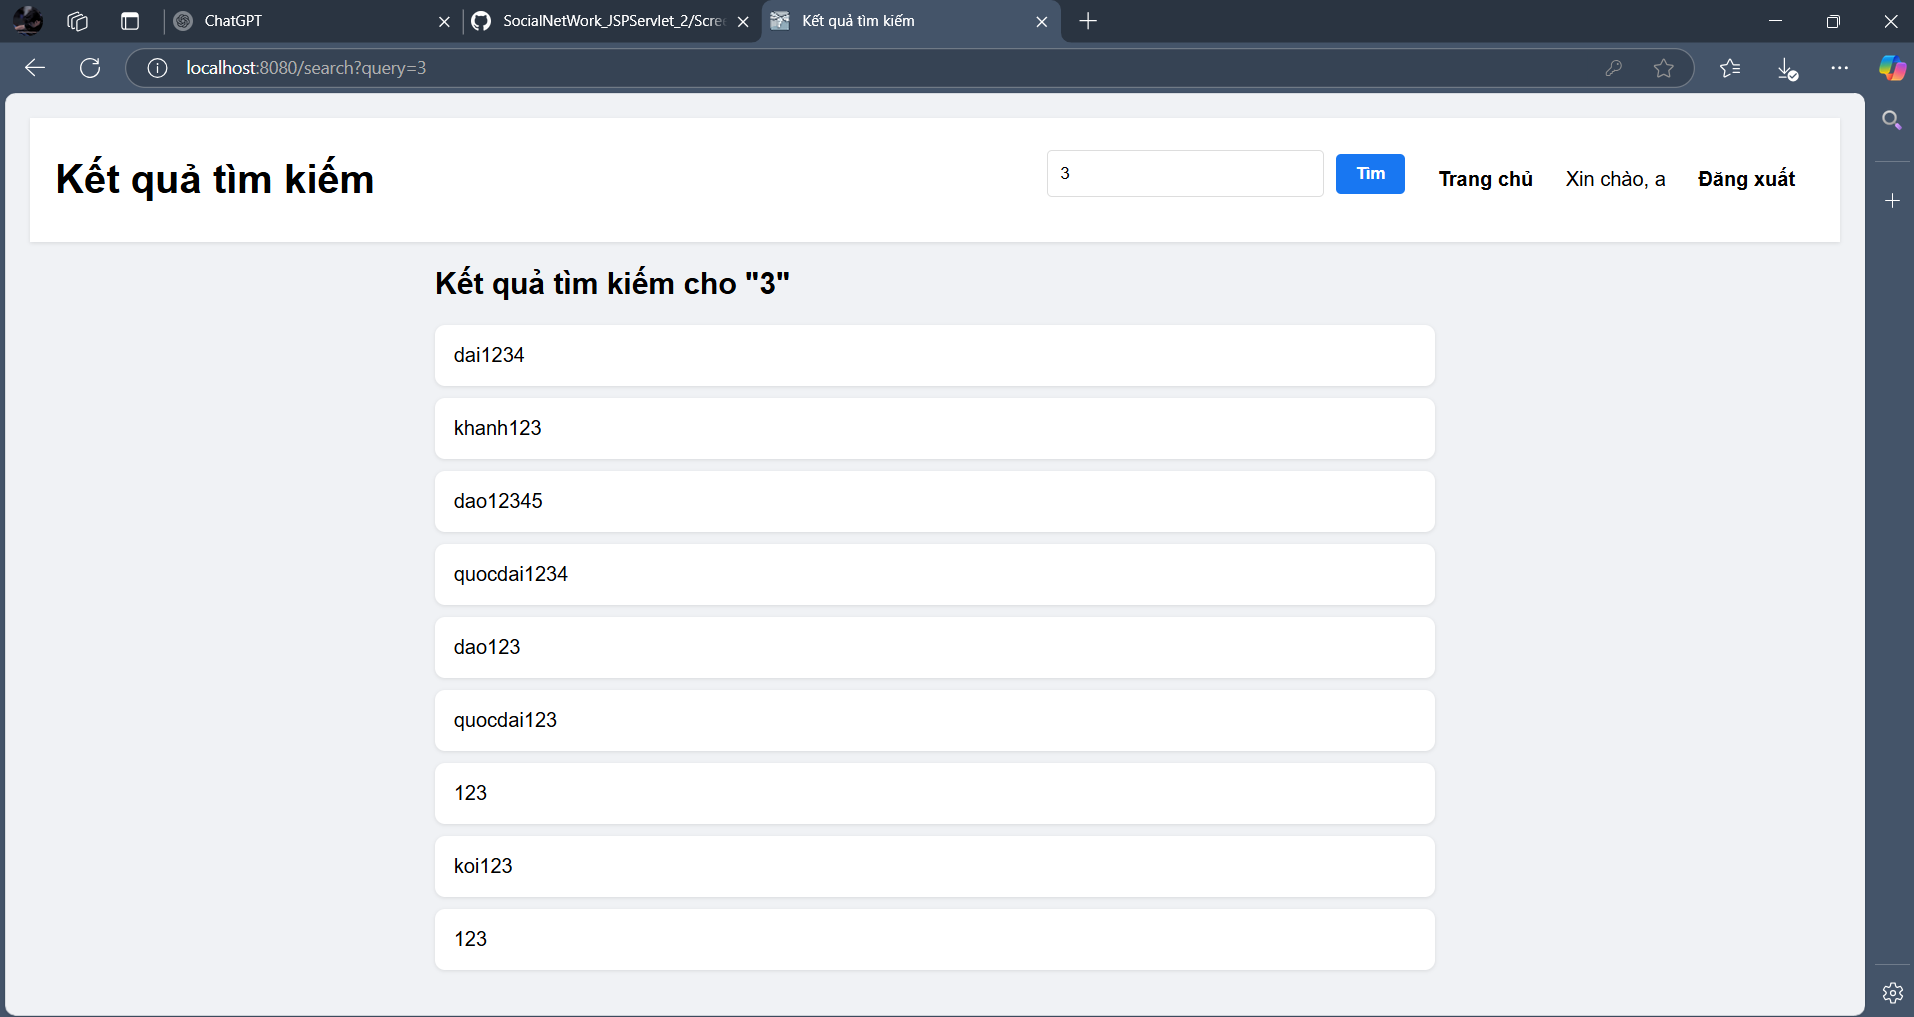 ChatGPT
SocialNetWork_JSPServlet_2/Scree
Kết quả tìm kiếm
localhost:8080/search?query=3
Kết quả tìm kiếm
3
Tìm
Trang chủ
Xin chào, a
Đăng xuất
Kết quả tìm kiếm cho "3"
dai1234
khanh123
dao12345
quocdai1234
dao123
quocdai123
123
koi123
123